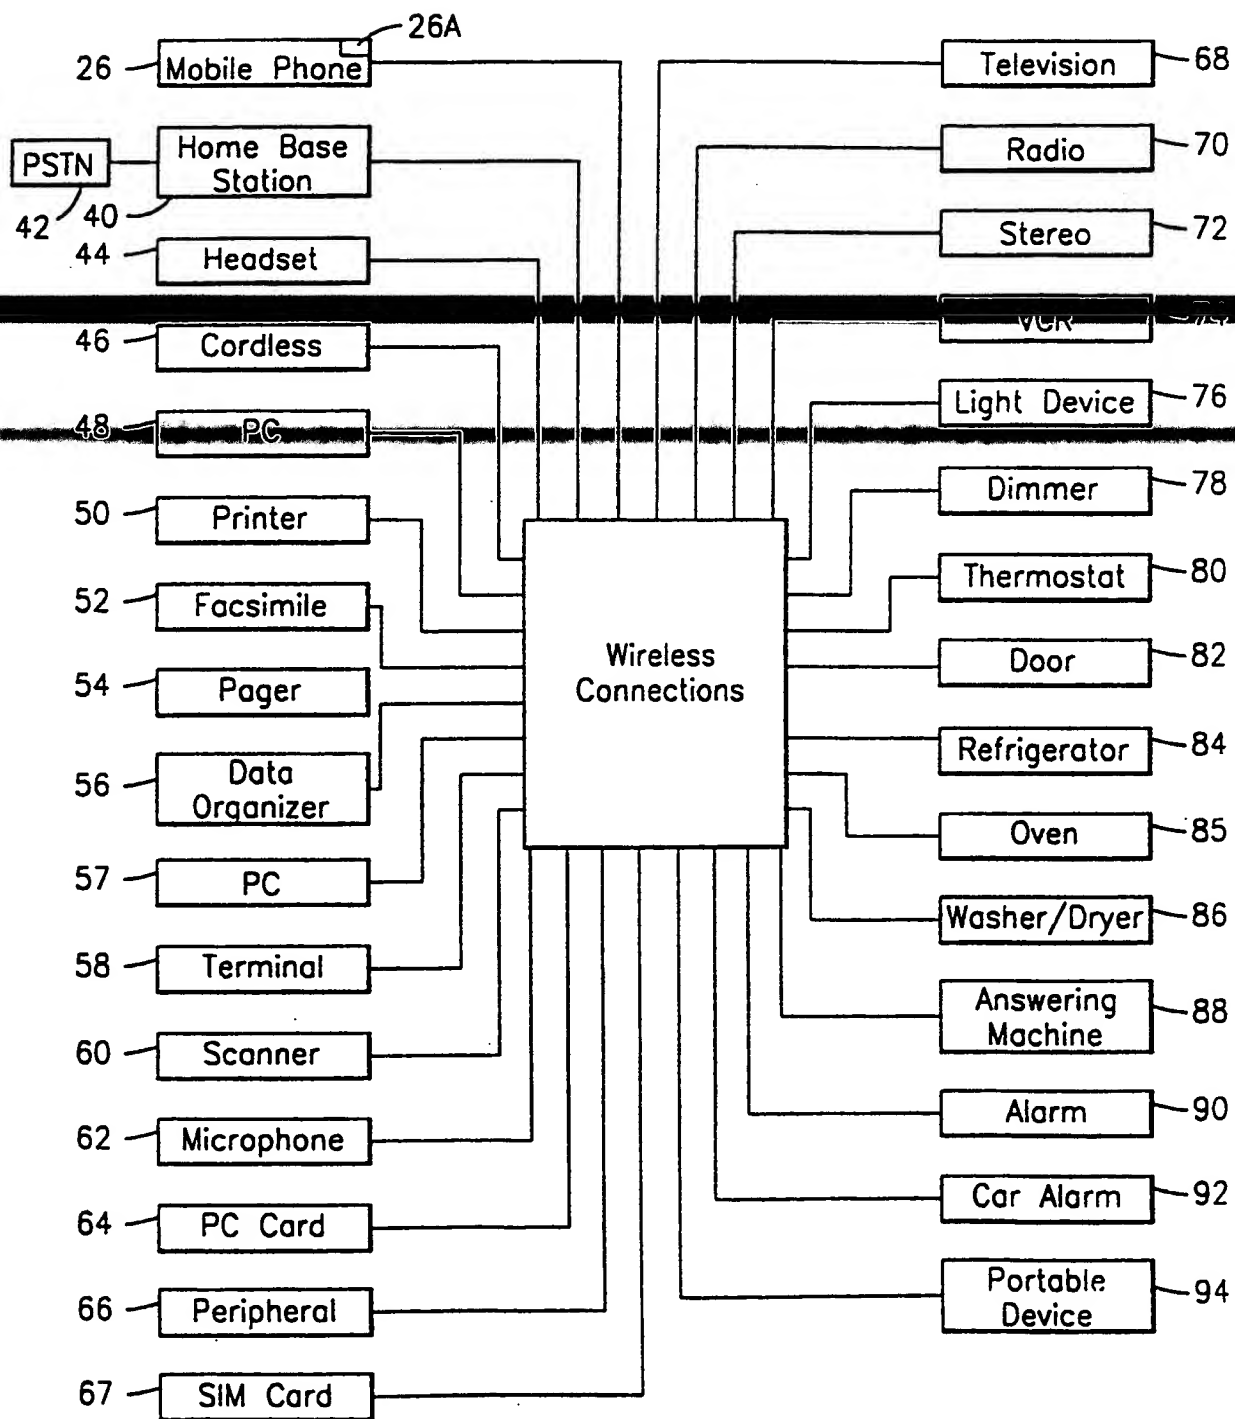 26A
26
Mobile Phone
PSTN
42
Home Base
Station
40
44
Headset
46
Cordless
48
PC
50
Printer
52
Facsimile
54
Pager
56
Data
Organizer
57
PC
58
Terminal
60
Scanner
62
Microphone
64
PC Card
66
Peripheral
67
SIM Card
Wireless
Connections
Television
68
Radio
70
Stereo
72
VCR
74
Light Device
76
Dimmer
78
Thermostat
80
Door
82
Refrigerator
84
Oven
85
Washer/Dryer
86
Answering
Machine
88
Alarm
90
Car Alarm
92
Portable
Device
94